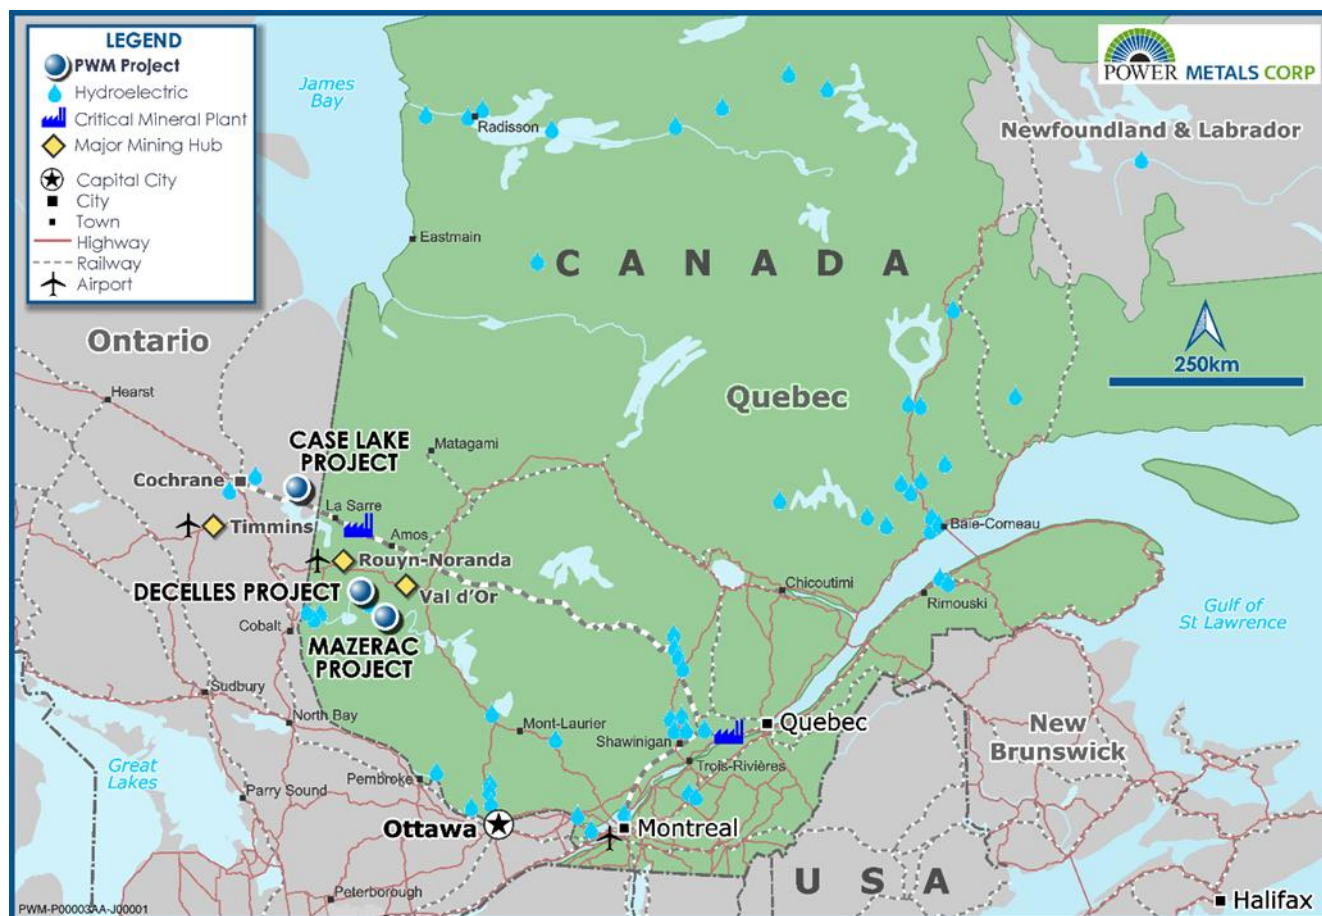 LEGEND
PWM Project
Hydroelectric
Critical Mineral Plant
Major Mining Hub
Capital City
City
Town
Highway
Railway
Airport
James
Bay
POWER METALS CORP
Radisson
Newfoundland & Labrador
Eastmain
CANADA
Ontario
250km
Hearst
Quebec
CASE LAKE
PROJECT
Matagami
Cochrane
La Sarre
Timmins
Amos
Baie-Comeau
Rouyn-Noranda
DECELLES PROJECT
Val d'Or
Chicoutimi
Rimouski
Gulf of
St Lawrence
Cobalt
MAZERAC
PROJECT
Sudbury
North Bay
Mont-Laurier
Quebec
New
Brunswick
Shawinigan
Great
Lakes
Trois-Rivières
Pembroke
Parry Sound
Ottawa
Montreal
USA
Peterborough
Halifax
PWM-P00003AA-J00001